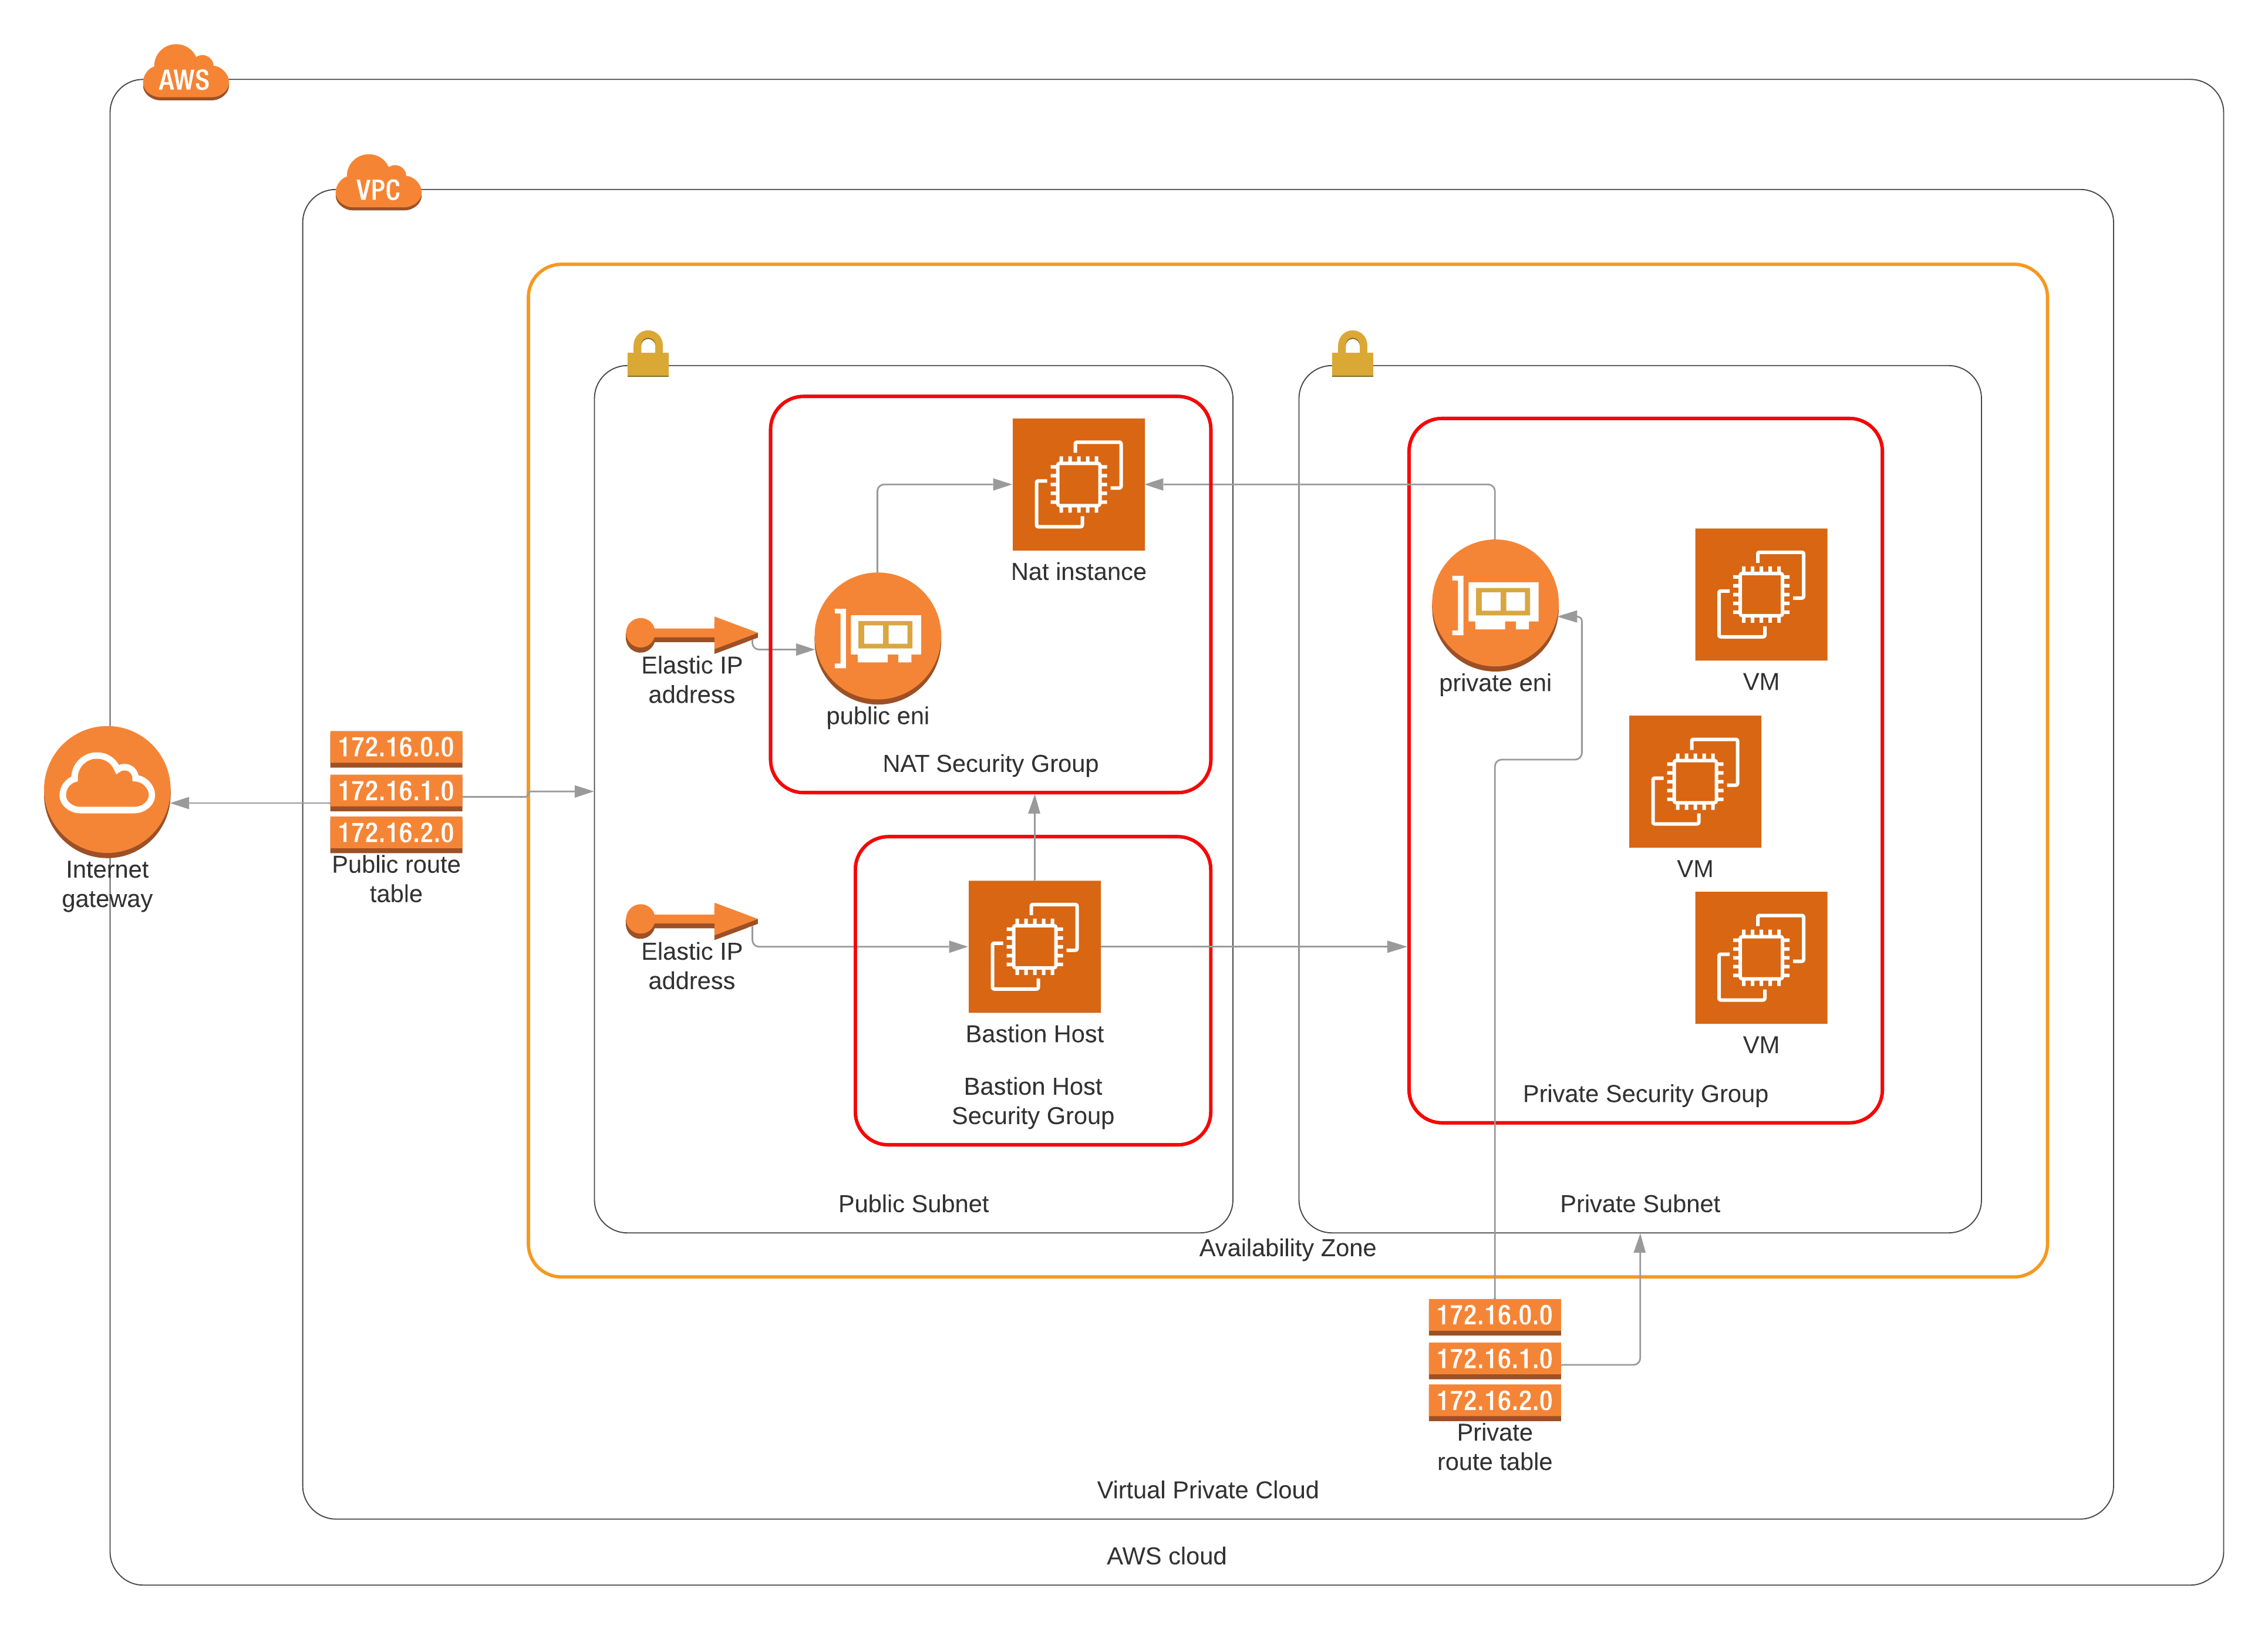 AWS
VPC
Nat instance
Elastic IP
address
public eni
NAT Security Group
private eni
VM
VM
VM
172.16.0.0
172.16.1.0
172.16.2.0
Public route
table
Internet
gateway
Elastic IP
address
Bastion Host
Bastion Host
Security Group
Private Security Group
Public Subnet
Private Subnet
Availability Zone
172.16.0.0
172.16.1.0
172.16.2.0
Private
route table
Virtual Private Cloud
AWS cloud